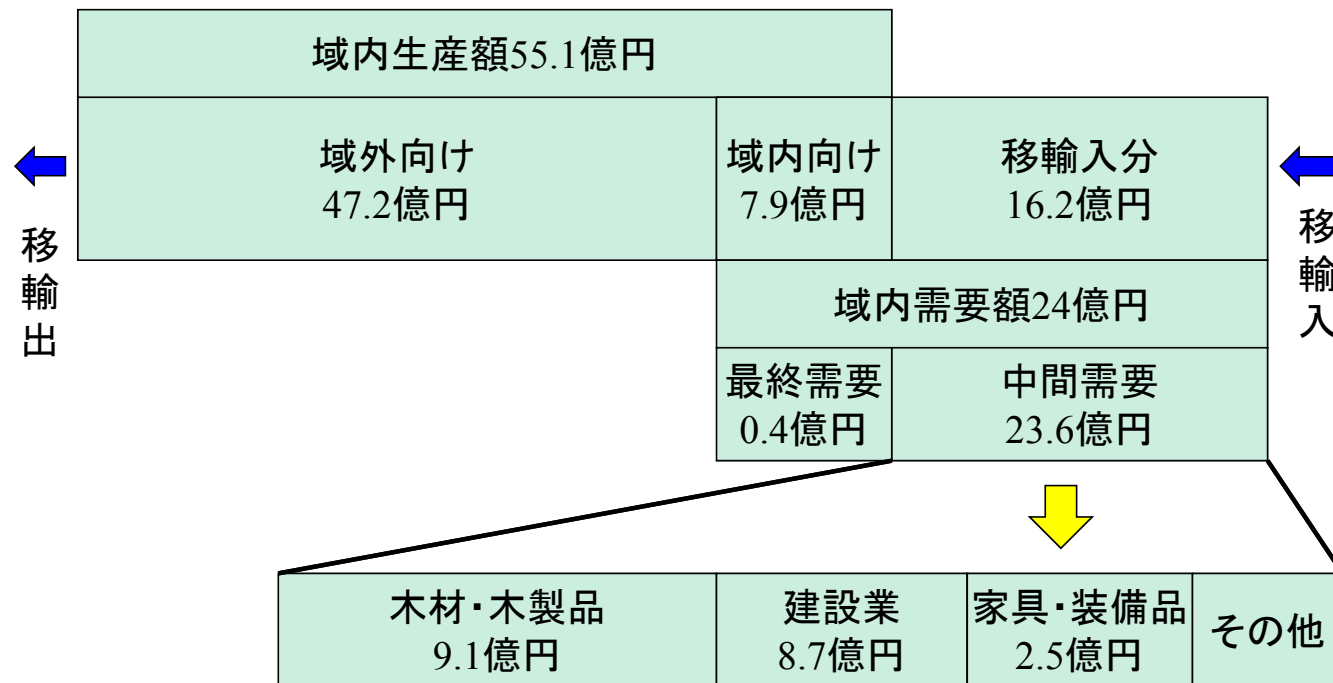 域内生産額55.1億円
域外向け
47.2億円
域内向け
7.9億円
移輸入分
16.2億円
移輸出
移輸入
域内需要額24億円
最終需要
0.4億円
中間需要
23.6億円
木材・木製品
9.1億円
建設業
8.7億円
家具・装備品
2.5億円
その他